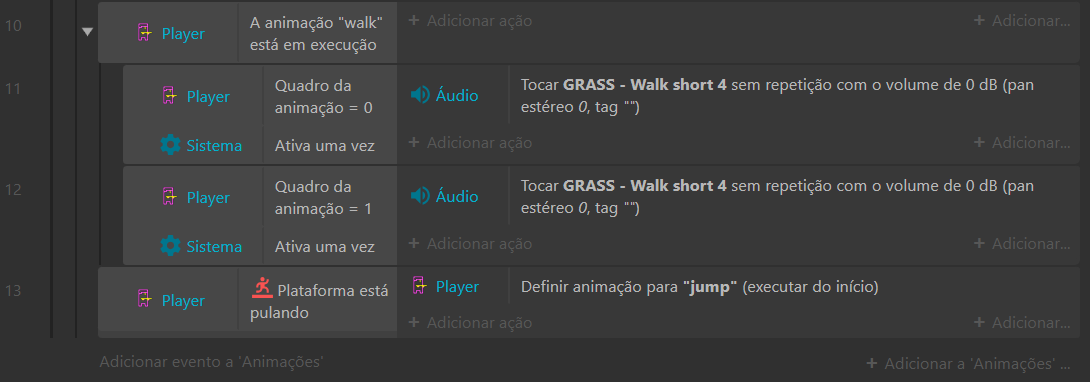 10
Player
A animação "walk"
está em execução
+ Adicionar ação
+ Adicionar...
11
Player
Quadro da
animação = 0
Áudio
Tocar GRASS - Walk short 4 sem repetição com o volume de 0 dB (pan
estéreo 0, tag "")
Sistema
Ativa uma vez
+ Adicionar ação
+ Adicionar...
12
Player
Quadro da
animação = 1
Áudio
Tocar GRASS - Walk short 4 sem repetição com o volume de 0 dB (pan
estéreo 0, tag "")
Sistema
Ativa uma vez
+ Adicionar ação
+ Adicionar...
13
Player
Plataforma está
pulando
Player
Definir animação para "jump" (executar do início)
+ Adicionar ação
+ Adicionar...
Adicionar evento a 'Animações'
+ Adicionar a 'Animações' ...